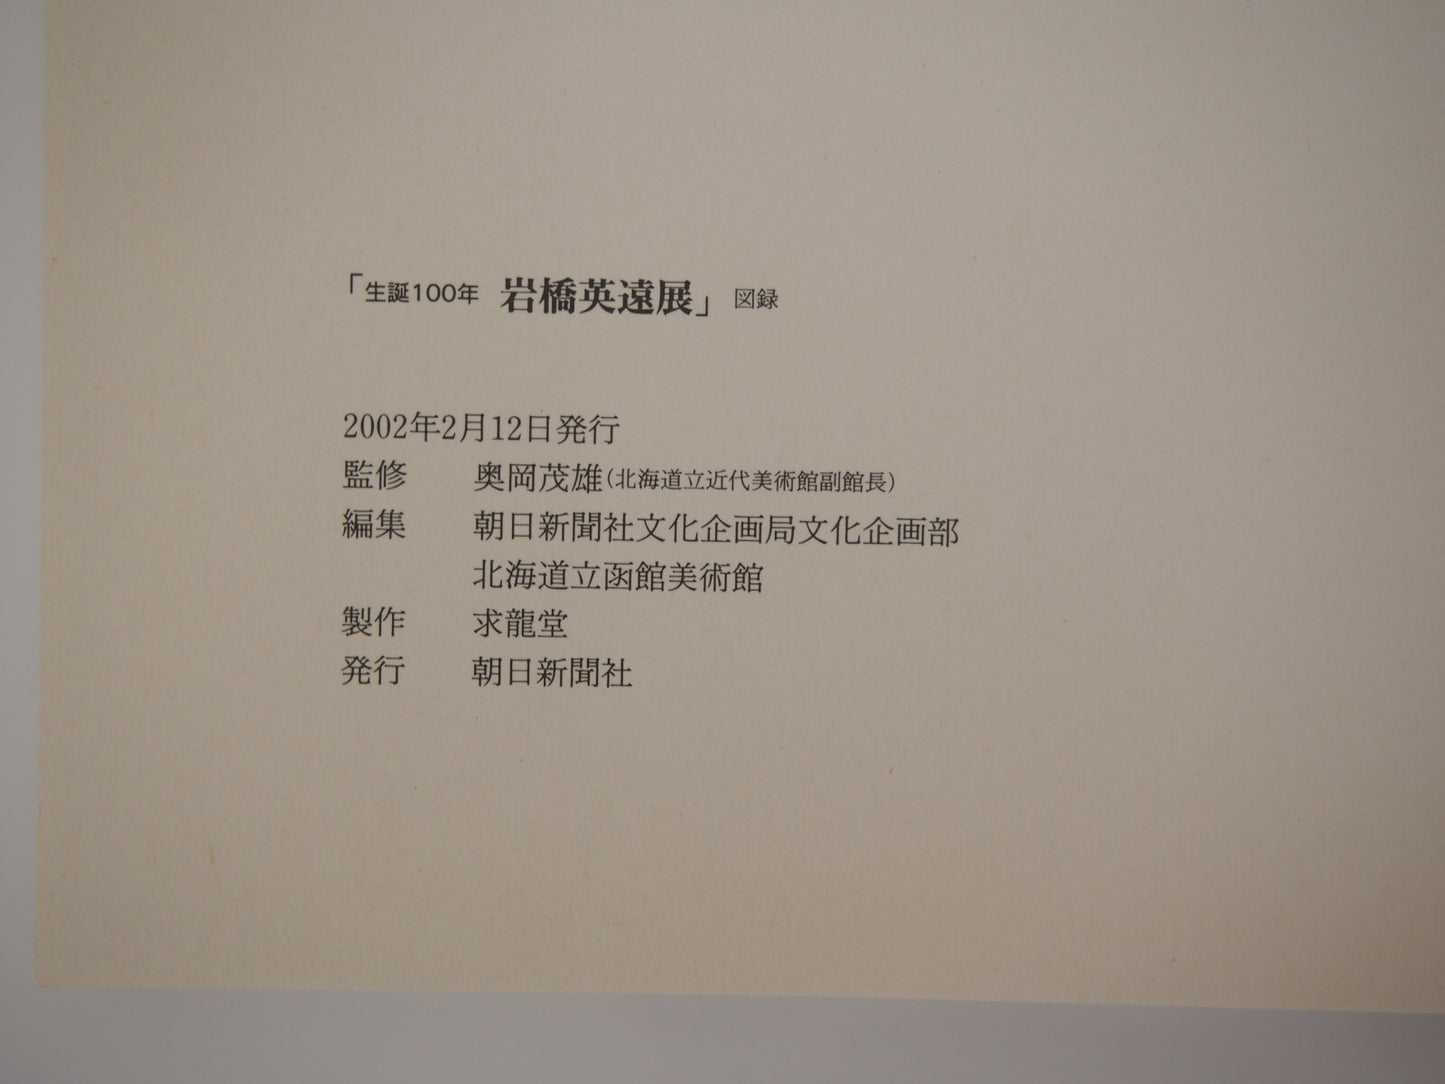 「生誕100年 岩橋英遠展」 図録
2002年2月12日発行
監修 奥岡茂雄(北海道立近代美術館副館長)
編集 朝日新聞社文化企画局文化企画部
北海道立函館美術館
製作 求龍堂
発行 朝日新聞社